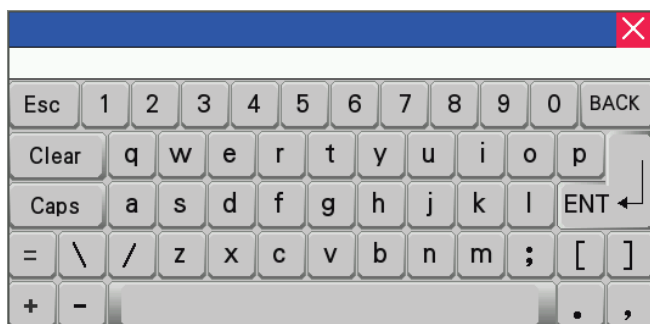 Esc 1 2 3 4 5 6 7 8 9 0 BACK
Clear q w e r t y u i o p
Caps a s d f g h j k l ENT
= \ / z x c v b n m ; [ ]
+ - . ,